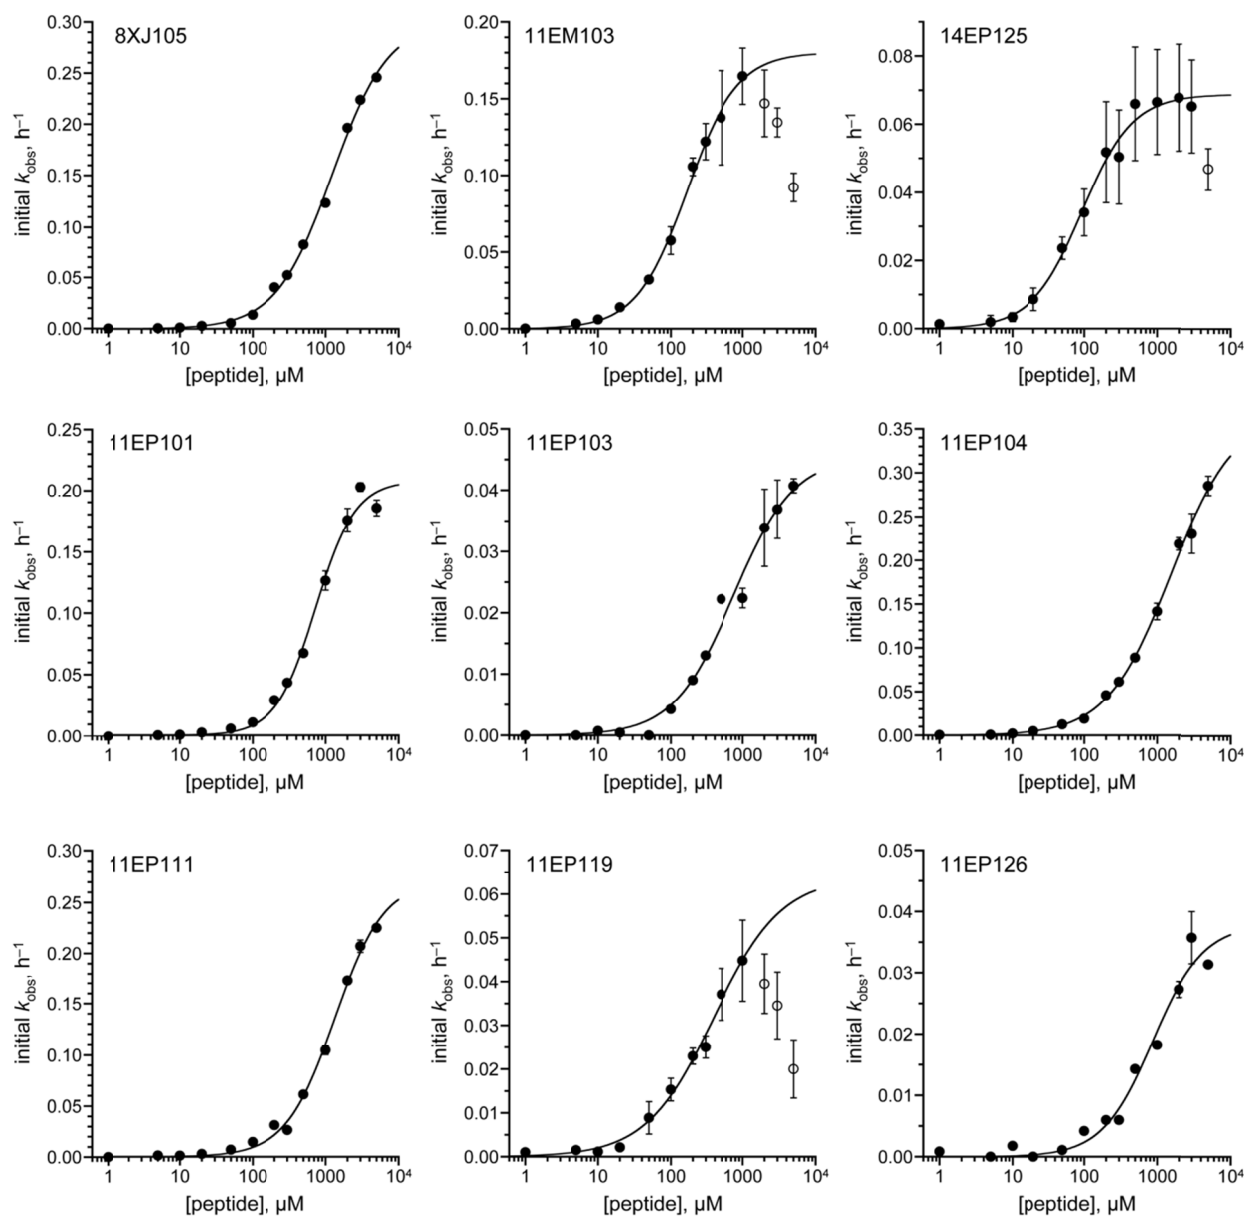 8XJ105
initial kobs, h–1
0.30
0.25
0.20
0.15
0.10
0.05
0.00
1 10 100 1000 10⁴
[peptide], µM
11EM103
initial kobs, h–1
0.20
0.15
0.10
0.05
0.00
1 10 100 1000 10⁴
[peptide], µM
14EP125
initial kobs, h–1
0.08
0.06
0.04
0.02
0.00
1 10 100 1000 10⁴
[peptide], µM
11EP101
initial kobs, h–1
0.25
0.20
0.15
0.10
0.05
0.00
1 10 100 1000 10⁴
[peptide], µM
11EP103
initial kobs, h–1
0.05
0.04
0.03
0.02
0.01
0.00
1 10 100 1000 10⁴
[peptide], µM
11EP104
initial kobs, h–1
0.35
0.30
0.25
0.20
0.15
0.10
0.05
0.00
1 10 100 1000 10⁴
[peptide], µM
11EP111
initial kobs, h–1
0.30
0.25
0.20
0.15
0.10
0.05
0.00
1 10 100 1000 10⁴
[peptide], µM
11EP119
initial kobs, h–1
0.07
0.06
0.05
0.04
0.03
0.02
0.01
0.00
1 10 100 1000 10⁴
[peptide], µM
11EP126
initial kobs, h–1
0.05
0.04
0.03
0.02
0.01
0.00
1 10 100 1000 10⁴
[peptide], µM